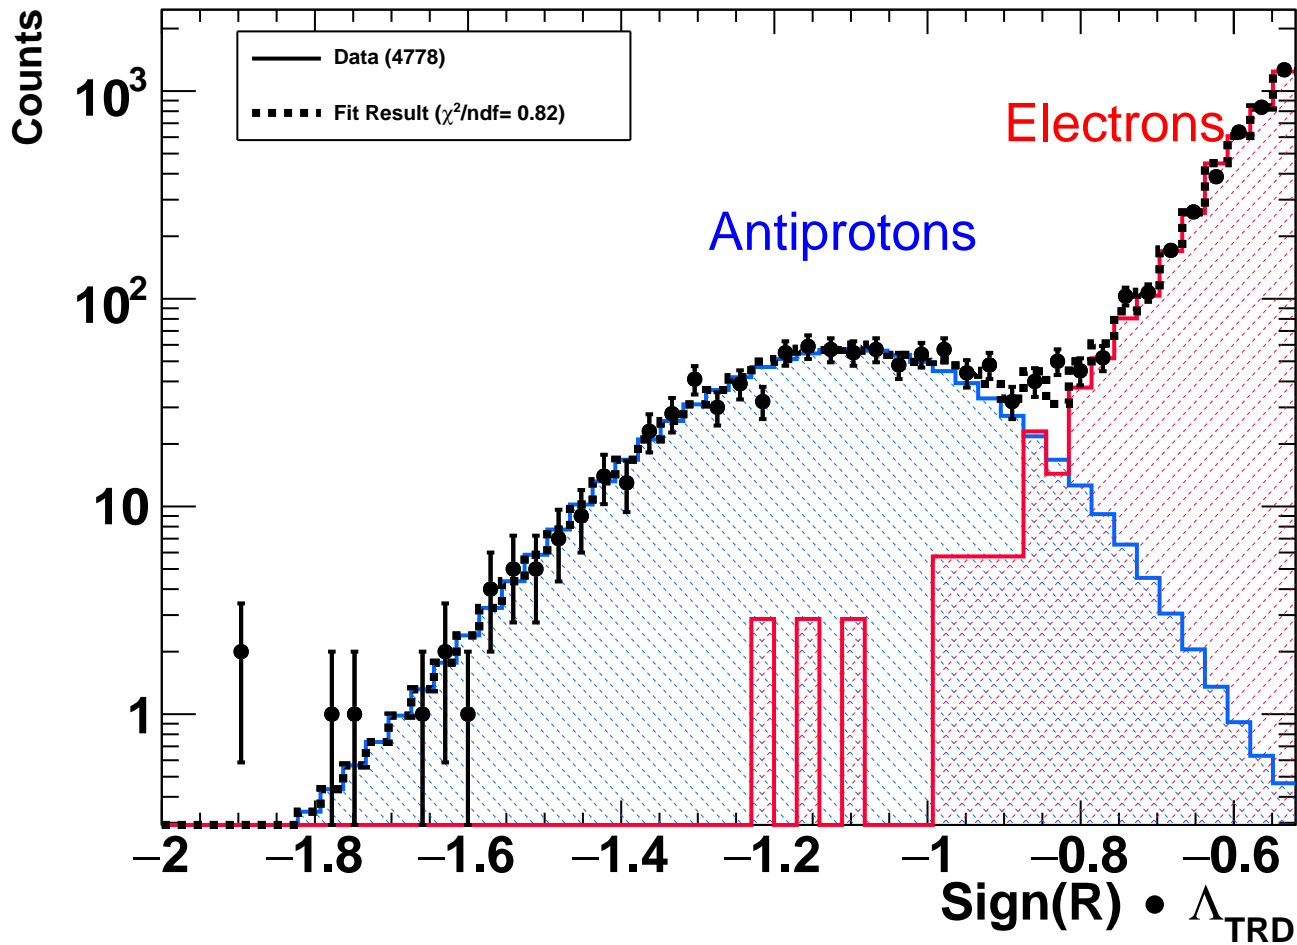 Counts
Data (4778)
Fit Result (χ²/ndf= 0.82)
Electrons
Antiprotons
10³
10²
10
1
−2 −1.8 −1.6 −1.4 −1.2 −1 −0.8 −0.6
Sign(R) • Λ_TRD